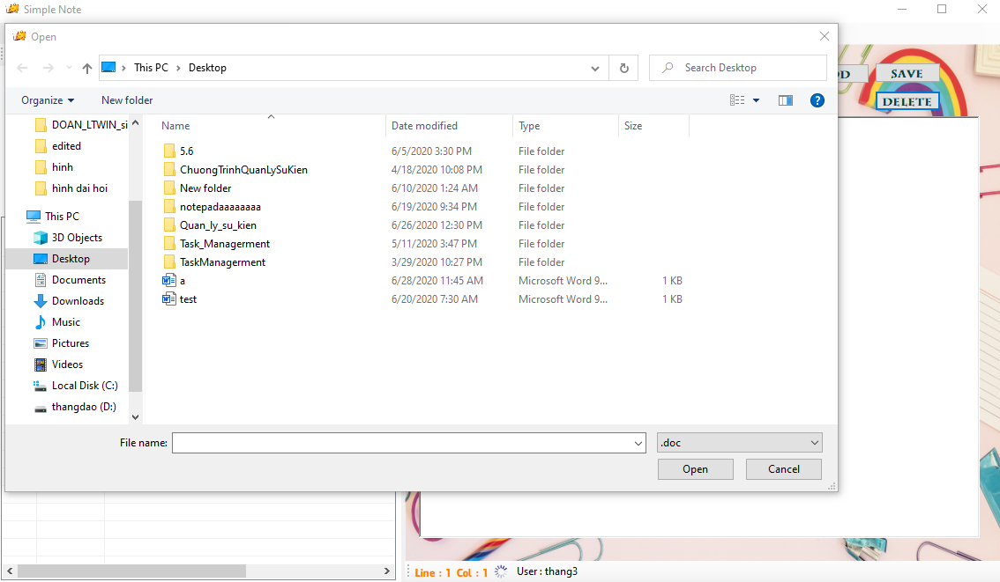 Simple Note
Open
This PC > Desktop
Search Desktop
Organize
New folder
D SAVE
DELETE
DOAN_LTWIN_si
edited
hinh
hình dai hoi
This PC
3D Objects
Desktop
Documents
Downloads
Music
Pictures
Videos
Local Disk (C:)
thangdao (D:)
Name Date modified Type Size
5.6 6/5/2020 3:30 PM File folder
ChuongTrinhQuanLySuKien 4/18/2020 10:08 PM File folder
New folder 6/10/2020 1:24 AM File folder
notepadaaaaaaaa 6/19/2020 9:34 PM File folder
Quan_ly_su_kien 6/26/2020 12:30 PM File folder
Task_Managerment 5/11/2020 3:47 PM File folder
TaskManagerment 3/29/2020 10:27 PM File folder
a 6/28/2020 11:45 AM Microsoft Word 9... 1 KB
test 6/20/2020 7:30 AM Microsoft Word 9... 1 KB
File name: .doc
Open Cancel
Line : 1 Col : 1 User : thang3